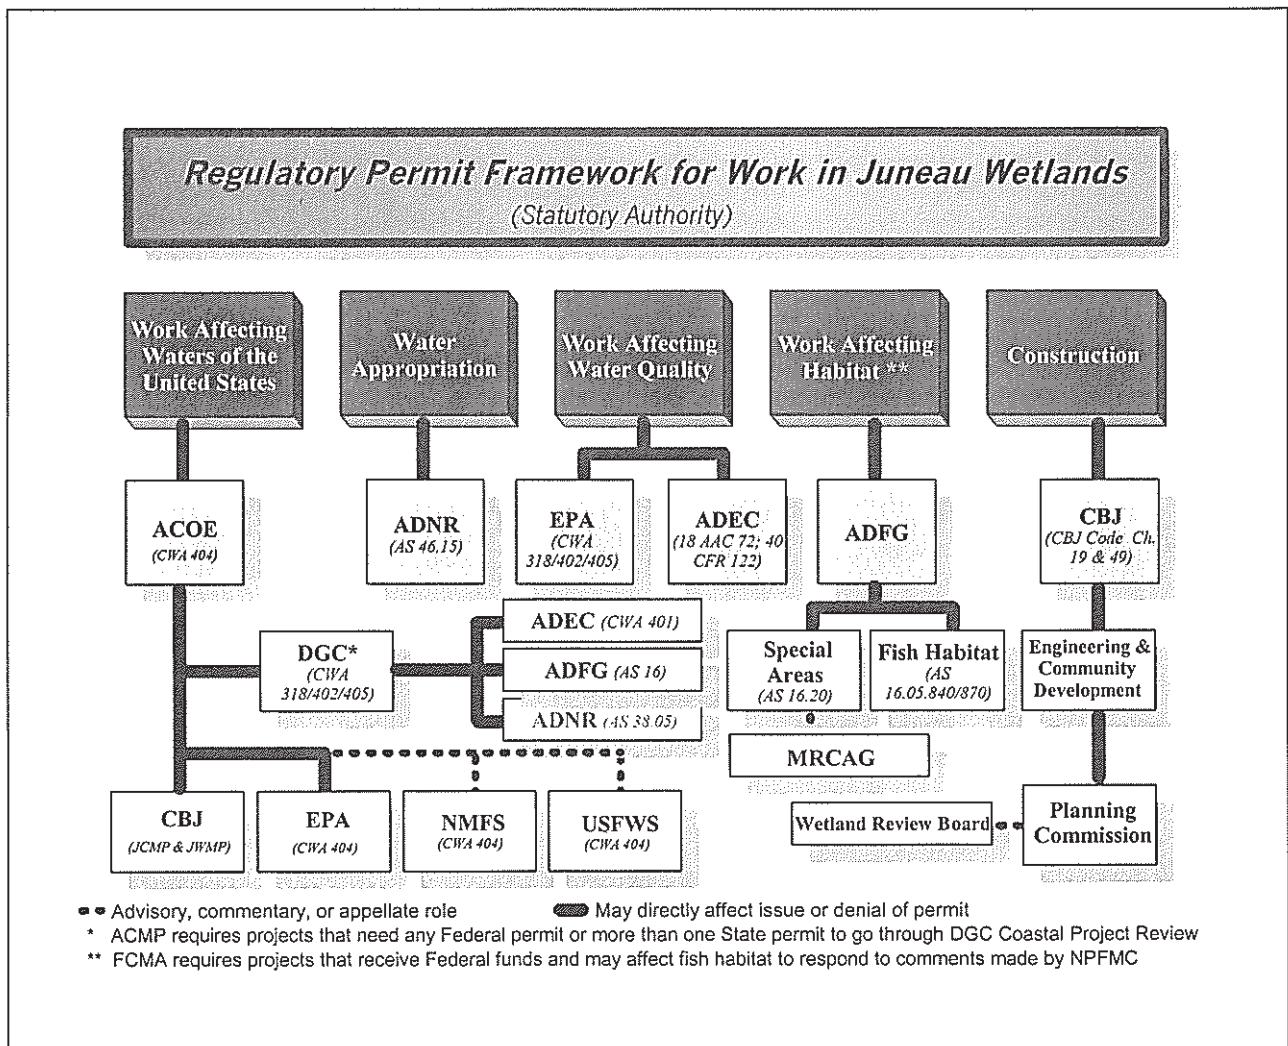 Regulatory Permit Framework for Work in Juneau Wetlands
(Statutory Authority)
Work Affecting
Waters of the
United States
Water
Appropriation
Work Affecting
Water Quality
Work Affecting
Habitat **
Construction
ACOE
(CWA 404)
ADNR
(AS 46.15)
EPA
(CWA
318/402/405)
ADEC
(18 AAC 72; 40
CFR 122)
ADFG
CBJ
(CBJ Code Ch.
19 & 49)
DGC*
(CWA
318/402/405)
ADEC (CWA 401)
ADFG (AS 16)
ADNR (AS 38.05)
Special
Areas
(AS 16.20)
Fish Habitat
(AS
16.05.840/870)
Engineering &
Community
Development
MRCAG
CBJ
(JCMP & JWMP)
EPA
(CWA 404)
NMFS
(CWA 404)
USFWS
(CWA 404)
Wetland Review Board
Planning
Commission
Advisory, commentary, or appellate role
May directly affect issue or denial of permit
* ACMP requires projects that need any Federal permit or more than one State permit to go through DGC Coastal Project Review
** FCMA requires projects that receive Federal funds and may affect fish habitat to respond to comments made by NPFMC